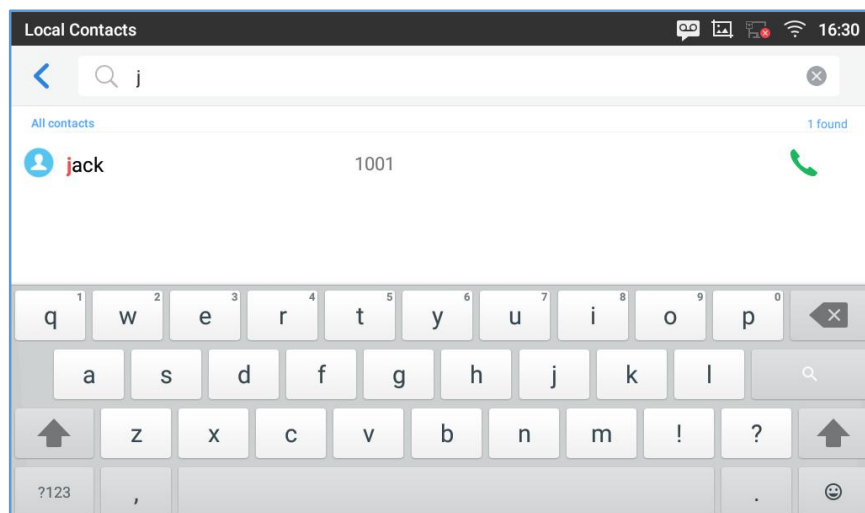 Local Contacts 16:30
j
All contacts 1 found
jack 1001
1 2 3 4 5 6 7 8 9 0
q w e r t y u i o p
a s d f g h j k l
z x c v b n m ! ?
?123 , .